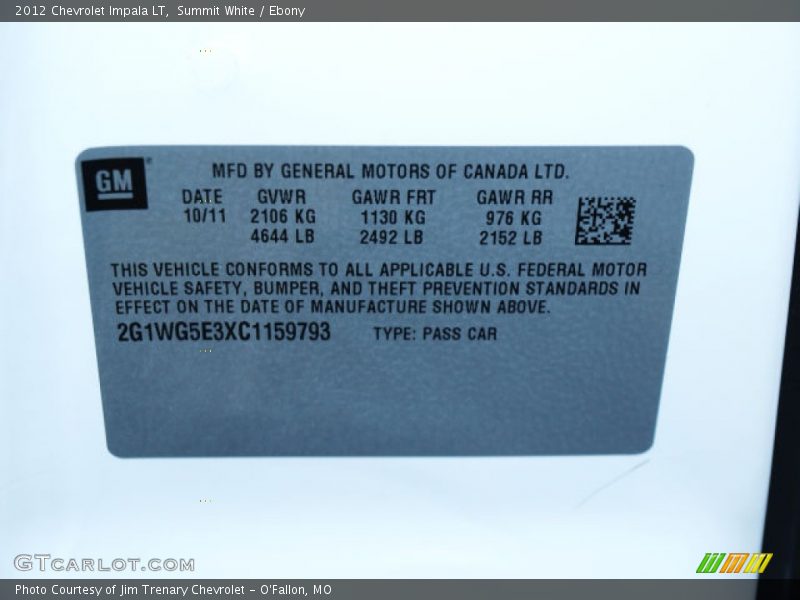 2012 Chevrolet Impala LT,  Summit White / Ebony
GM
MFD BY GENERAL MOTORS OF CANADA LTD.
DATE GVWR GAWR FRT GAWR RR
10/11 2106 KG 1130 KG 976 KG
4644 LB 2492 LB 2152 LB
THIS VEHICLE CONFORMS TO ALL APPLICABLE U.S. FEDERAL MOTOR
VEHICLE SAFETY, BUMPER, AND THEFT PREVENTION STANDARDS IN
EFFECT ON THE DATE OF MANUFACTURE SHOWN ABOVE.
2G1WG5E3XC1159793 TYPE: PASS CAR
GTCARLOT.COM
Photo Courtesy of Jim Trenary Chevrolet - O'Fallon, MO